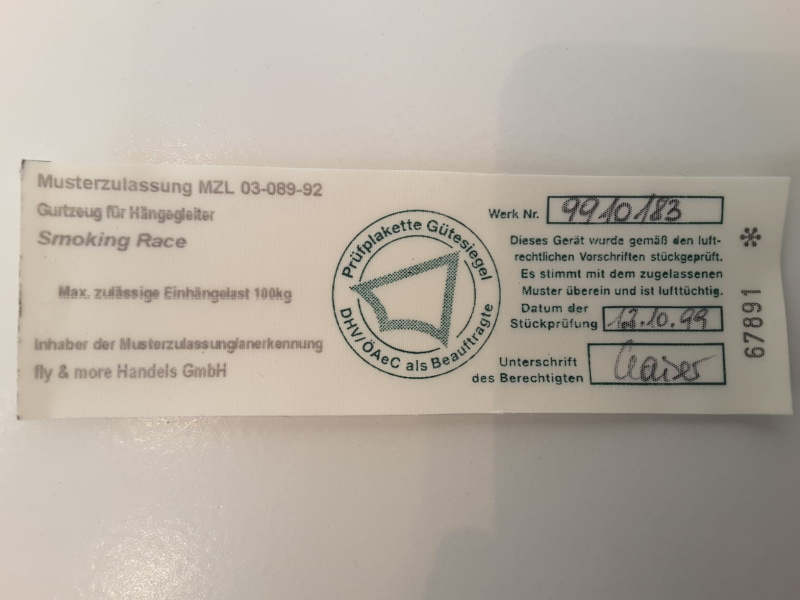 Musterzulassung MZL 03-089-92
Gurtzeug für Hängegleiter
Smoking Race
Max. zulässige Einhängelast 100kg
Inhaber der Musterzulassung/anerkennung
fly & more Handels GmbH
Prüfplakette Gütesiegel
DHV/ÖAeC als Beauftragte
Werk Nr. 9910183
Dieses Gerät wurde gemäß den luft-
rechtlichen Vorschriften stückgeprüft.
Es stimmt mit dem zugelassenen
Muster überein und ist lufttüchtig.
Datum der
Stückprüfung 13.10.99
Unterschrift
des Berechtigten
67891 *